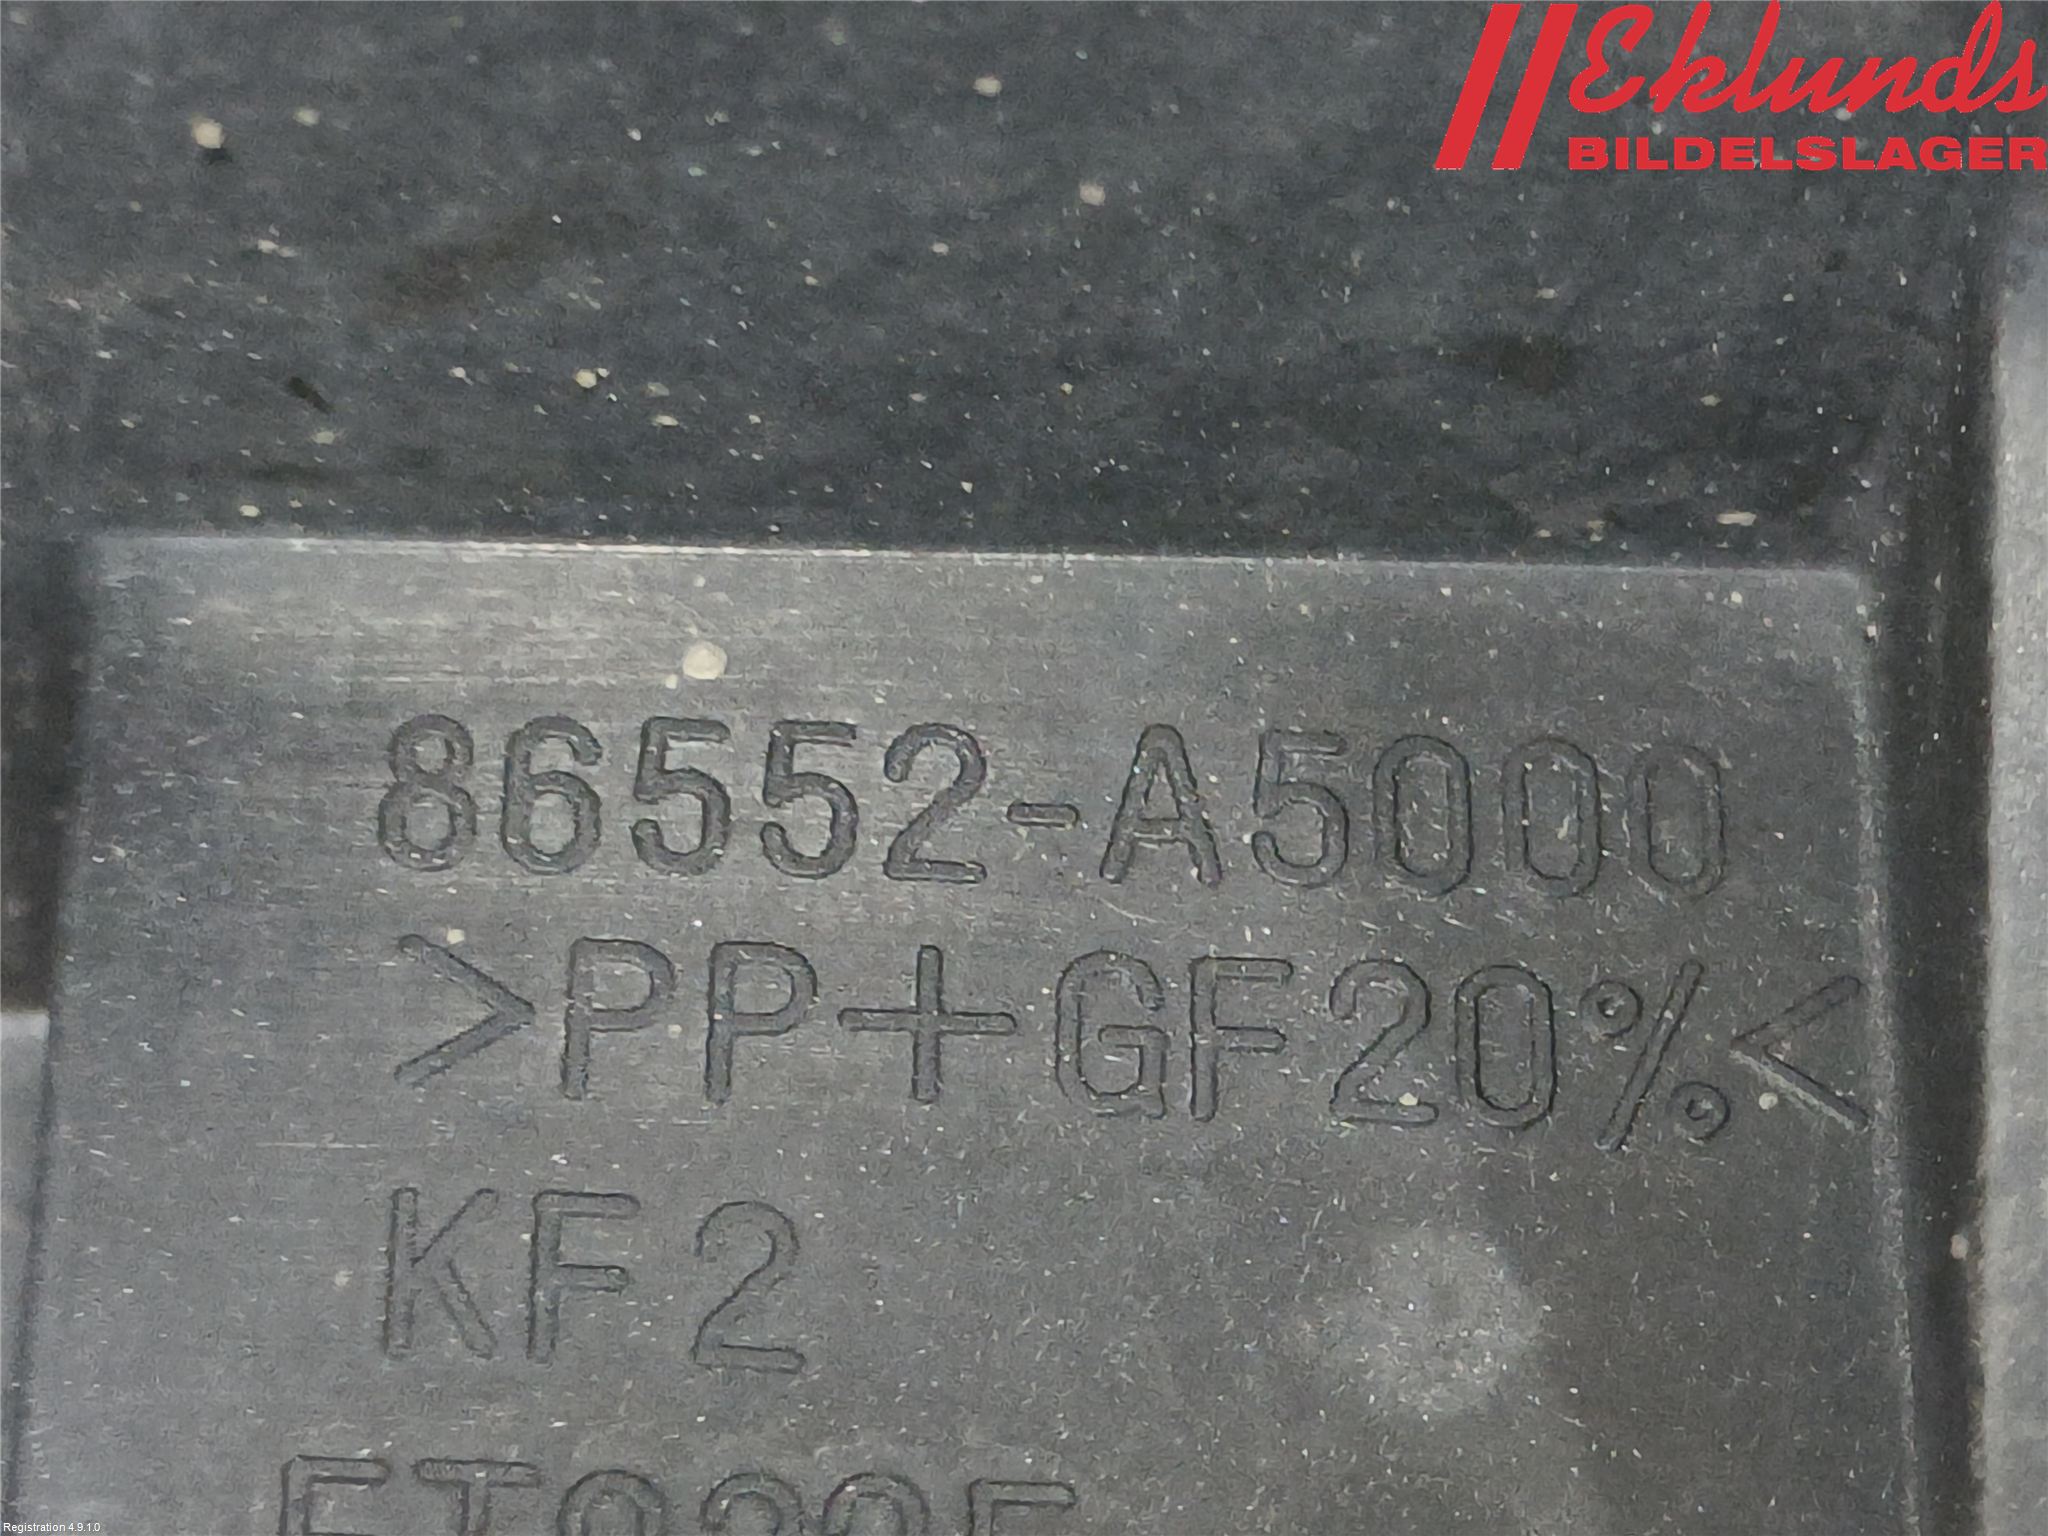 Eklunds
BILDELSLAGER
86552-A5000
>PP+GF20%<
KF2
Registration 4.9.1.0